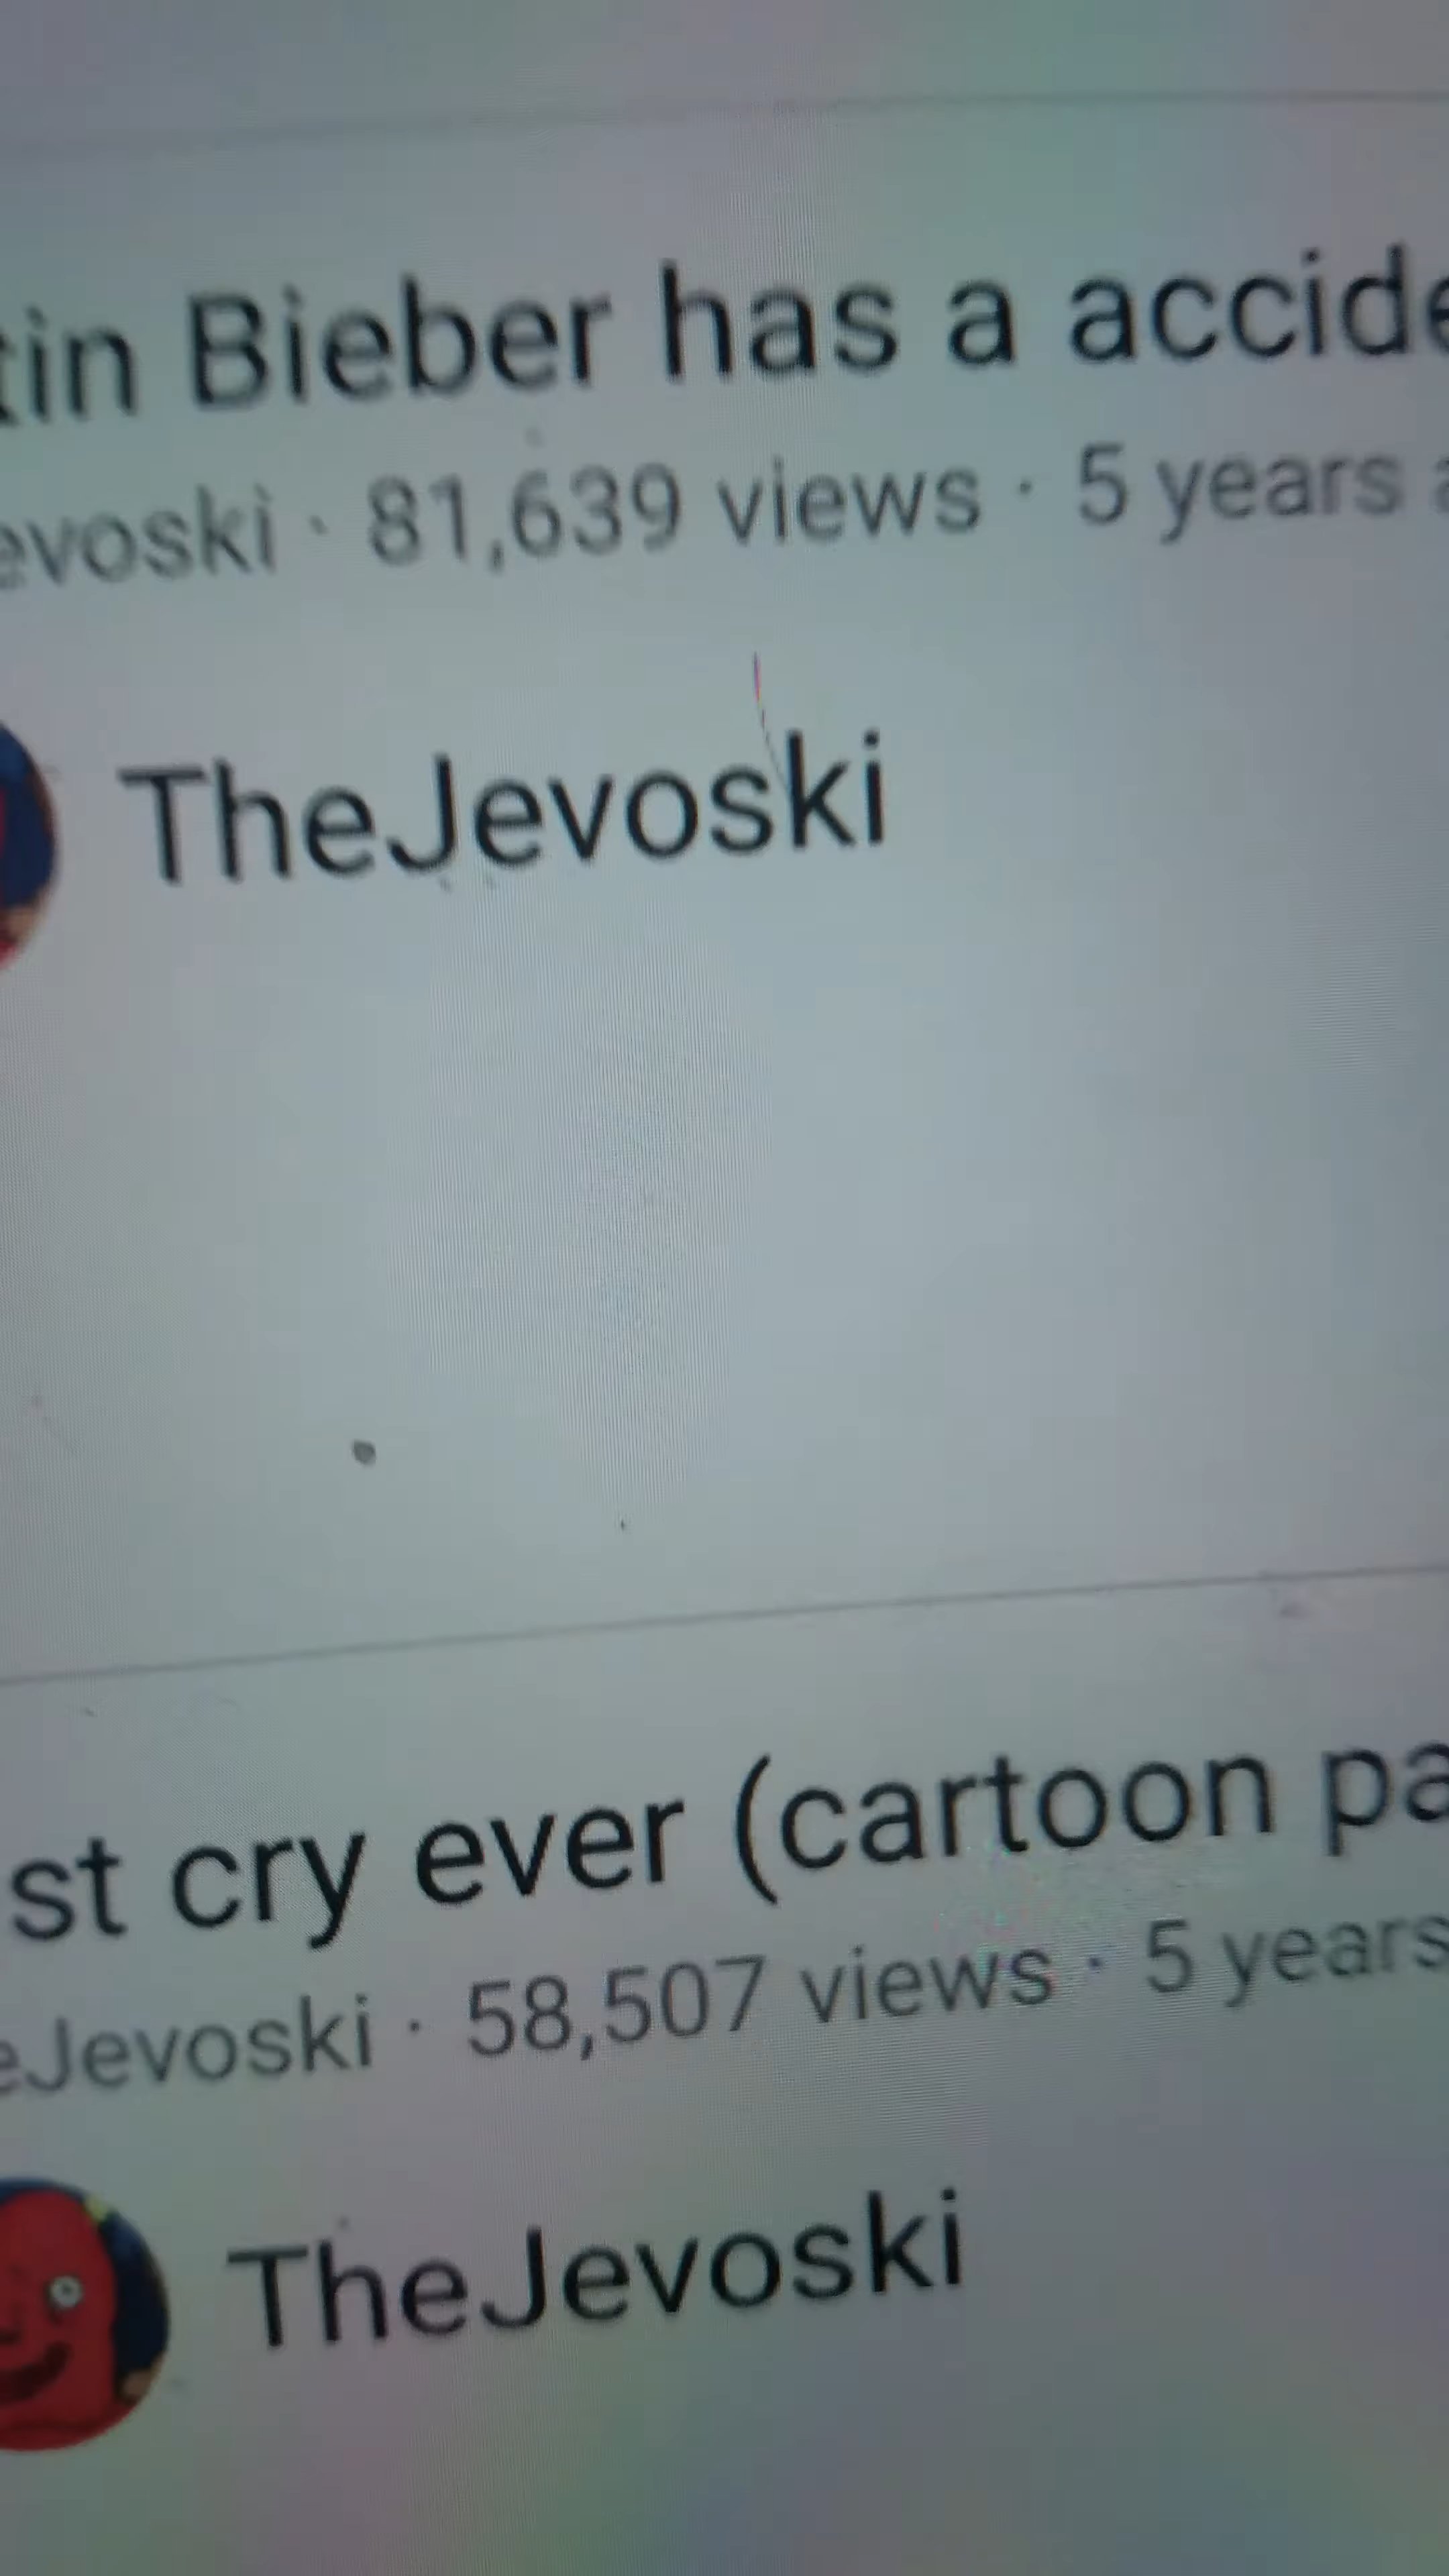 tin Bieber has a accide
evoski · 81,639 views · 5 years a
TheJevoski
st cry ever (cartoon pa
eJevoski · 58,507 views · 5 years
TheJevoski